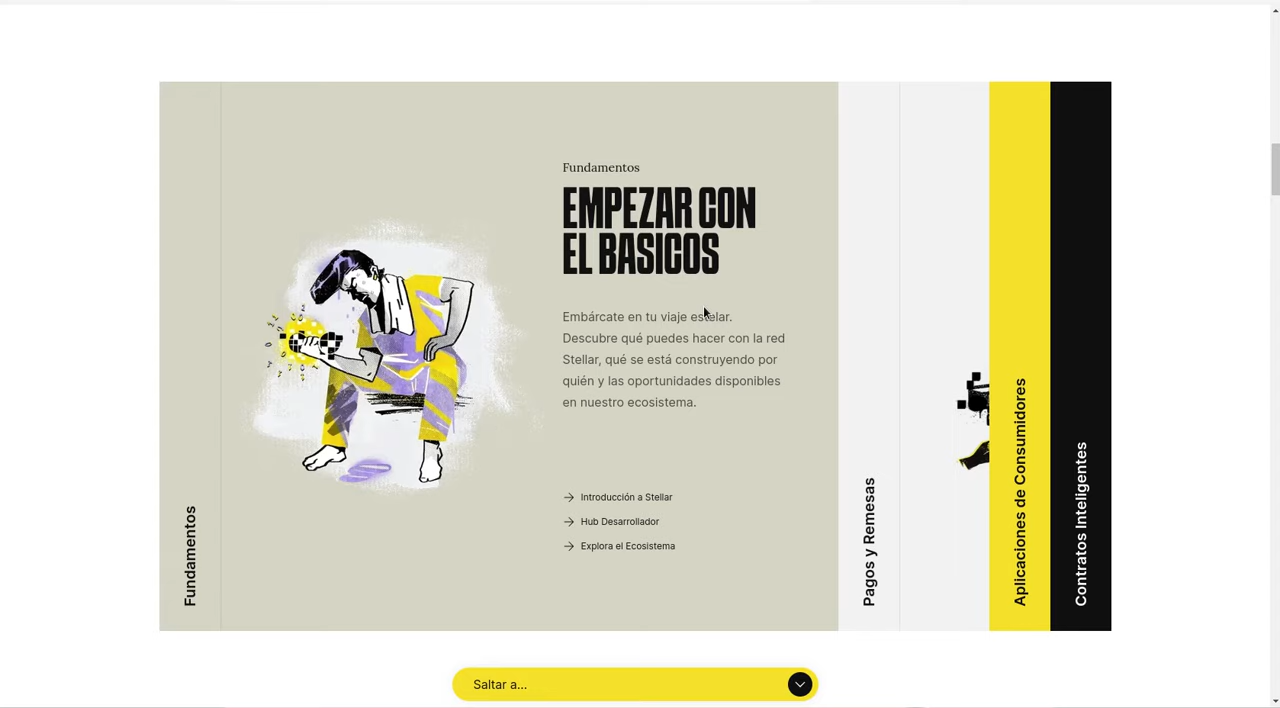 Fundamentos
Fundamentos
EMPEZAR CON
EL BASICOS
Embárcate en tu viaje estelar.
Descubre qué puedes hacer con la red
Stellar, qué se está construyendo por
quién y las oportunidades disponibles
en nuestro ecosistema.
Introducción a Stellar
Hub Desarrollador
Explora el Ecosistema
Pagos y Remesas
Aplicaciones de Consumidores
Contratos Inteligentes
Saltar a...